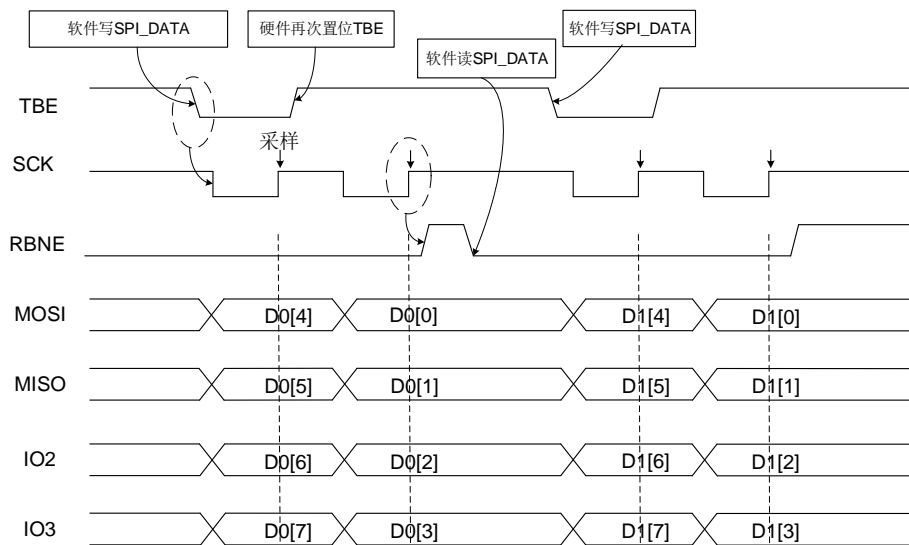 软件写SPI_DATA
硬件再次置位TBE
软件读SPI_DATA
软件写SPI_DATA
TBE
采样
SCK
RBNE
MOSI D0[4] D0[0] D1[4] D1[0]
MISO D0[5] D0[1] D1[5] D1[1]
IO2 D0[6] D0[2] D1[6] D1[2]
IO3 D0[7] D0[3] D1[7] D1[3]